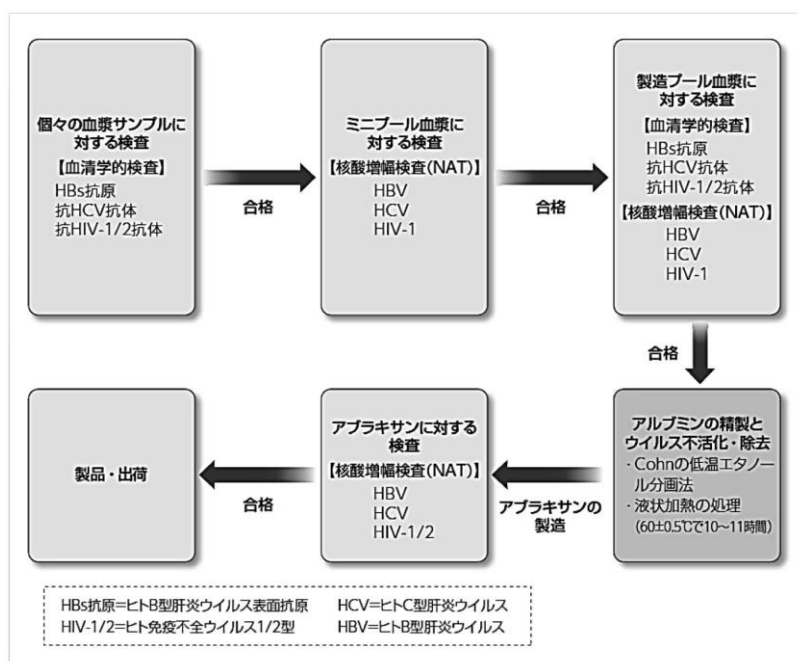 個々の血漿サンプルに
対する検査
【血清学的検査】
HBs抗原
抗HCV抗体
抗HIV-1/2抗体
合格
ミニプール血漿に
対する検査
【核酸増幅検査(NAT)】
HBV
HCV
HIV-1
合格
製造プール血漿に
対する検査
【血清学的検査】
HBs抗原
抗HCV抗体
抗HIV-1/2抗体
【核酸増幅検査(NAT)】
HBV
HCV
HIV-1
合格
アルブミンの精製と
ウイルス不活化・除去
・Cohnの低温エタノー
ル分画法
・液状加熱の処理
(60±0.5℃で10〜11時間)
アブラキサンの
製造
アブラキサンに対する
検査
【核酸増幅検査(NAT)】
HBV
HCV
HIV-1/2
合格
製品・出荷
HBs抗原=ヒトB型肝炎ウイルス表面抗原 HCV=ヒトC型肝炎ウイルス
HIV-1/2=ヒト免疫不全ウイルス1/2型 HBV=ヒトB型肝炎ウイルス